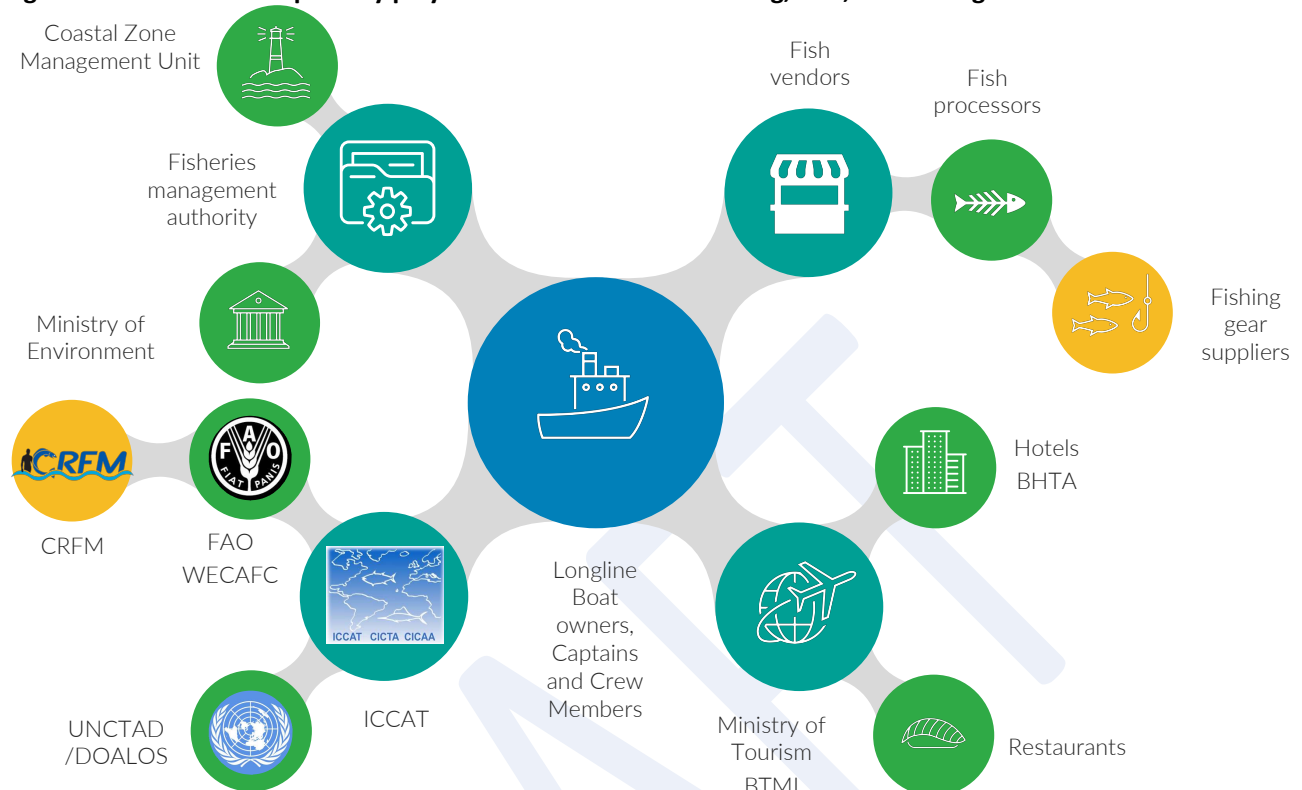 Coastal Zone
Management Unit
Fish
vendors
Fish
processors
Fisheries
management
authority
Fishing
gear
suppliers
Ministry of
Environment
CRFM
FAO
FIAT PANIS
Hotels
BHTA
CRFM
FAO
WECAFC
ICCAT CICTA CICAA
Longline
Boat
owners,
Captains
and Crew
Members
UNCTAD
/DOALOS
ICCAT
Ministry of
Tourism
BTMI
Restaurants